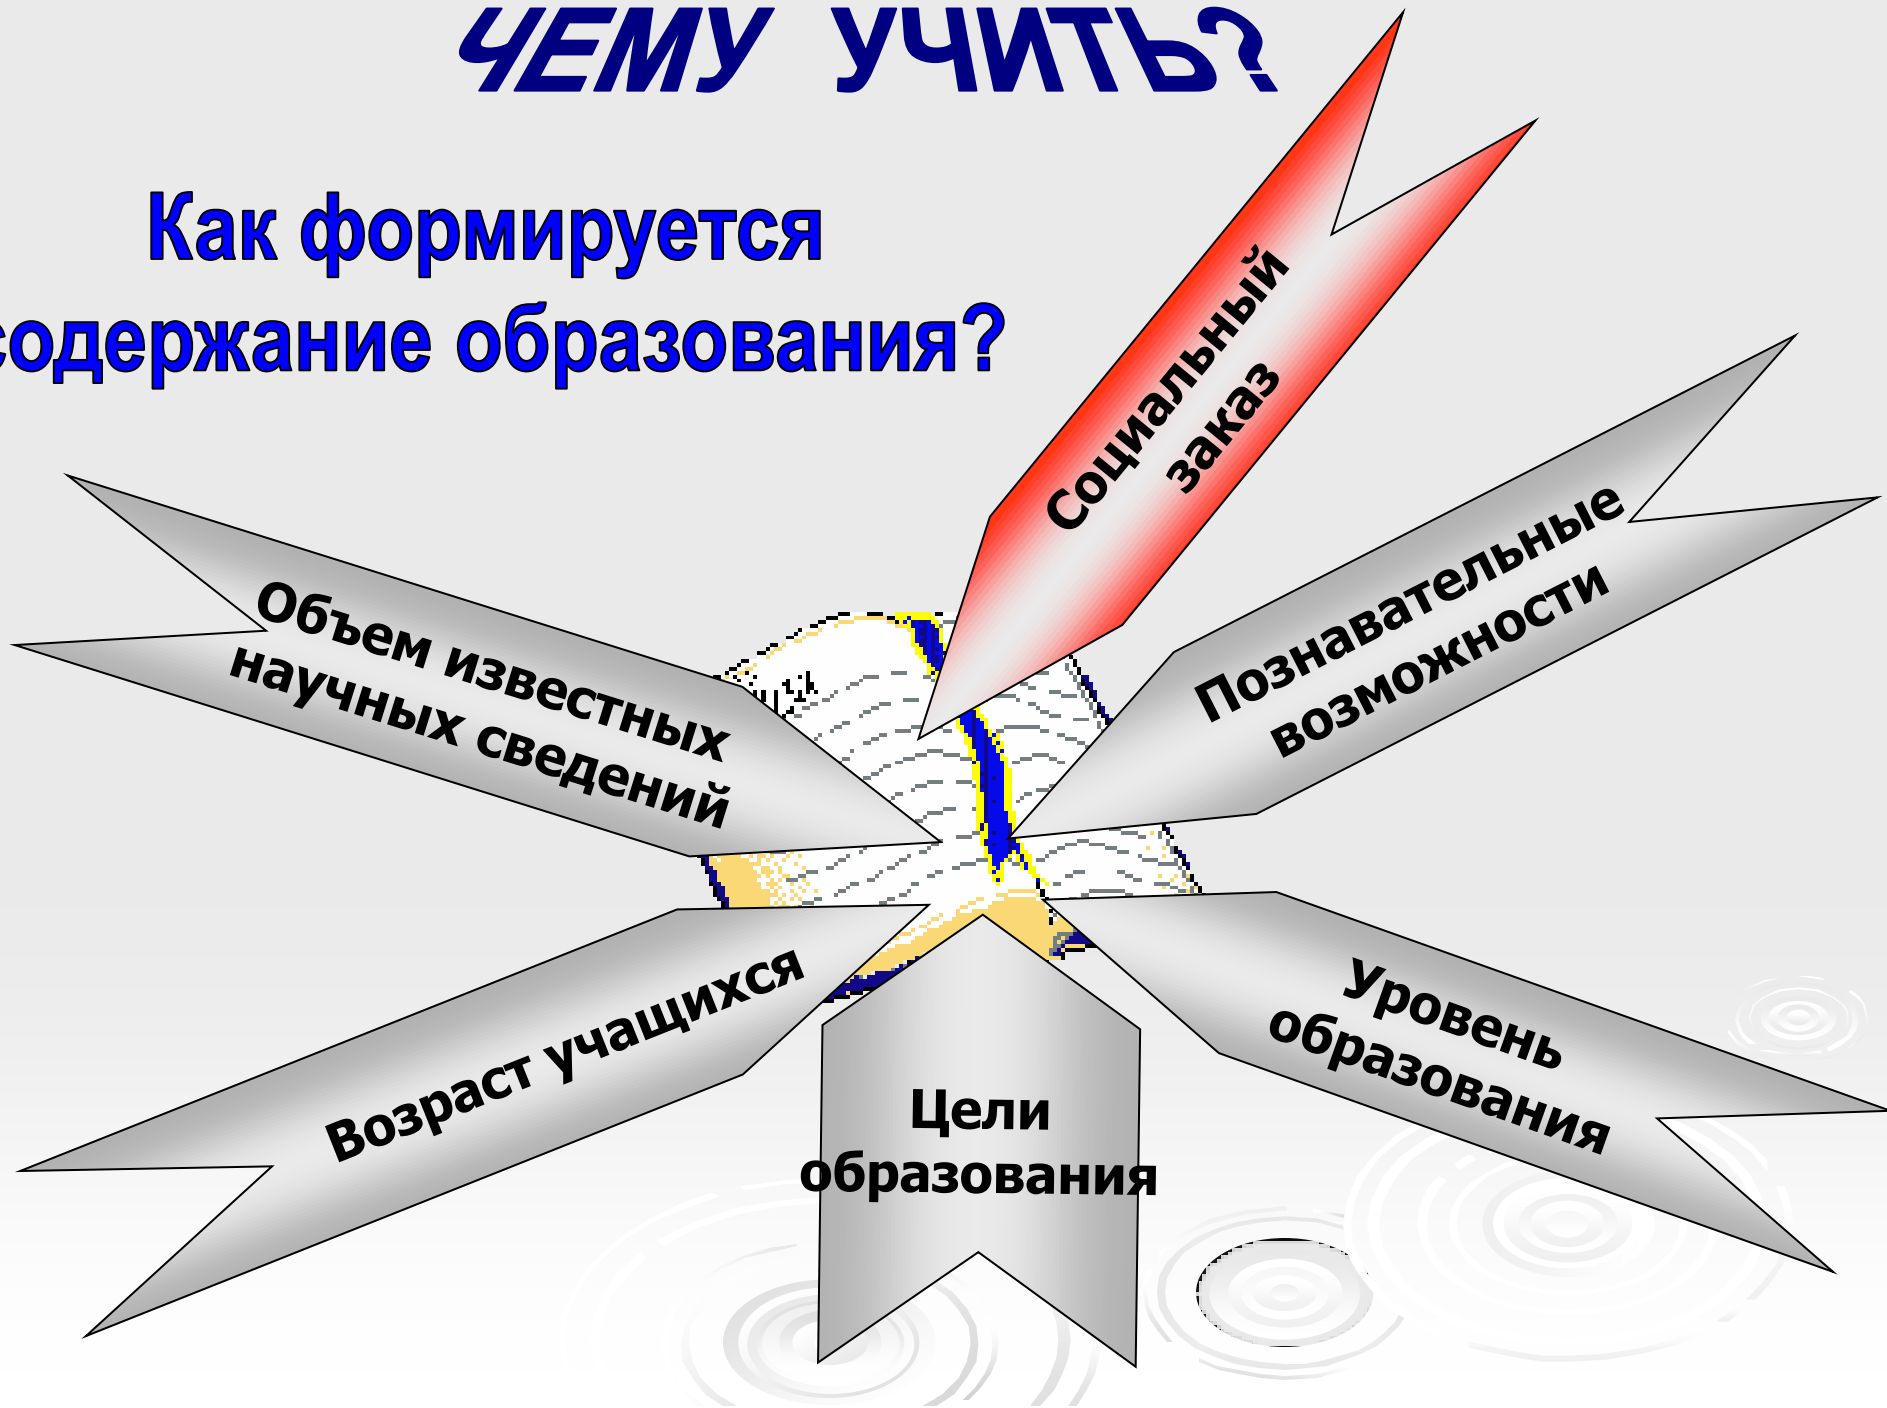 ЧЕМУ УЧИТЬ?
Как формируется
содержание образования?
Социальный
заказ
Познавательные
возможности
Объем известных
научных сведений
Возраст учащихся
Цели
образования
Уровень
образования